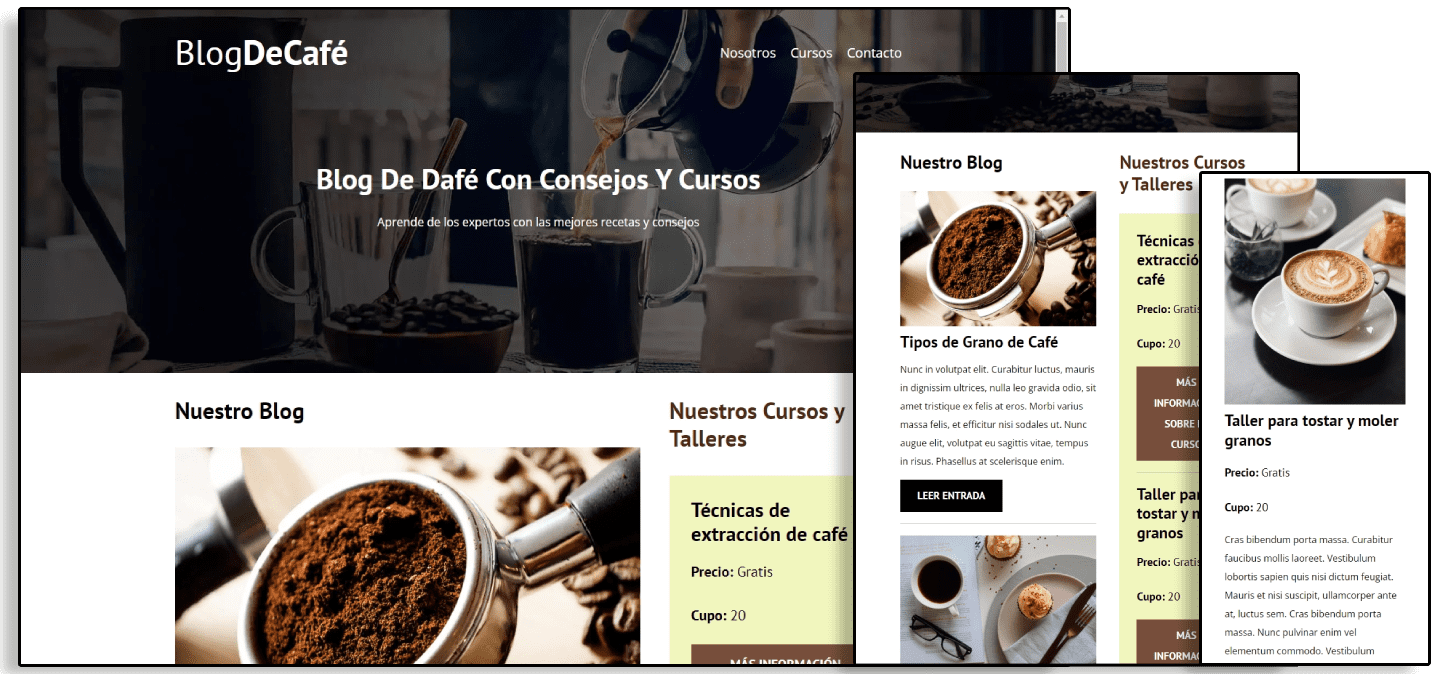 BlogDeCafé
Nosotros Cursos Contacto
Blog De Dafé Con Consejos Y Cursos
Aprende de los expertos con las mejores recetas y consejos
Nuestro Blog
Nuestros Cursos y
Talleres
Técnicas de
extracción de café
Precio: Gratis
Cupo: 20
MÁS INFORMACIÓN
Nuestro Blog
Tipos de Grano de Café
Nunc in volutpat elit. Curabitur luctus, mauris
in dignissim ultrices, nulla leo gravida odio, sit
amet tristique ex felis at eros. Morbi varius
massa felis, et efficitur nisi sodales ut. Nunc
augue elit, volutpat eu sagittis vitae, tempus
in risus. Phasellus at scelerisque enim.
LEER ENTRADA
Nuestros Cursos
y Talleres
Técnicas
extracció
café
Precio: Gratis
Cupo: 20
MÁS
INFORMAC
SOBRE
CURSO
Taller par
tostar y m
granos
Precio: Gratis
Cupo: 20
MÁS
INFORMAC
Taller para tostar y moler
granos
Precio: Gratis
Cupo: 20
Cras bibendum porta massa. Curabitur
faucibus mollis laoreet. Vestibulum
lobortis sapien quis nisi dictum feugiat.
Mauris et nisi suscipit, ullamcorper ante
at, luctus sem. Cras bibendum porta
massa. Nunc pulvinar enim vel
elementum commodo. Vestibulum